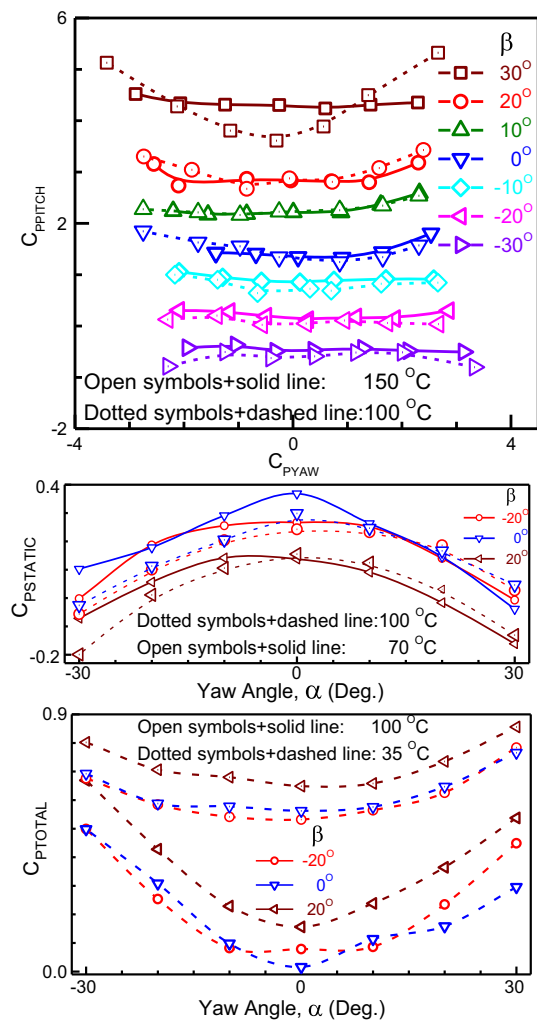 6
β
30°
20°
10°
0°
-10°
-20°
-30°
C_PPITCH
2
Open symbols+solid line: 150 °C
Dotted symbols+dashed line:100 °C
-2
-4 0 4
C_PYAW
0.4
β
-20°
0°
20°
C_PSTATIC
Dotted symbols+dashed line:100 °C
Open symbols+solid line: 70 °C
-0.2
-30 0 30
Yaw Angle, α (Deg.)
0.9
Open symbols+solid line: 100 °C
Dotted symbols+dashed line: 35 °C
C_PTOTAL
β
-20°
0°
20°
0.0
-30 0 30
Yaw Angle, α (Deg.)